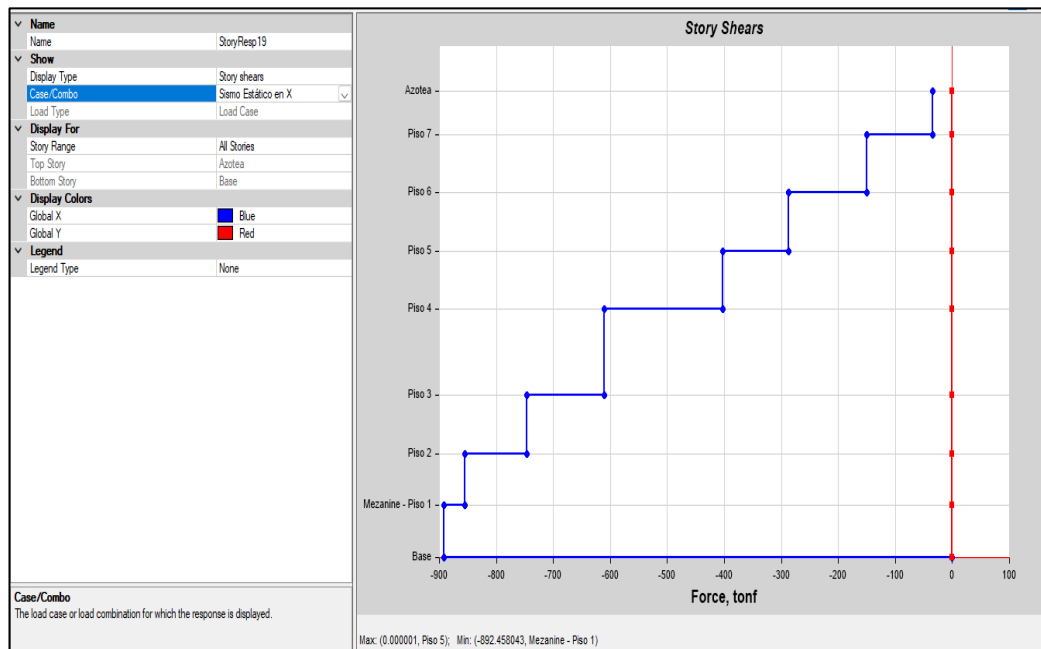 Name
Name StoryResp19
Show
Display Type Story shears
Case/Combo Sismo Estático en X
Load Type Load Case
Display For
Story Range All Stories
Top Story Azotea
Bottom Story Base
Display Colors
Global X Blue
Global Y Red
Legend
Legend Type None
Case/Combo
The load case or load combination for which the response is displayed.
Story Shears
Azotea
Piso 7
Piso 6
Piso 5
Piso 4
Piso 3
Piso 2
Mezanine - Piso 1
Base
-900 -800 -700 -600 -500 -400 -300 -200 -100 0 100
Force, tonf
Max: (0.000001, Piso 5); Min: (-892.458043, Mezanine - Piso 1)